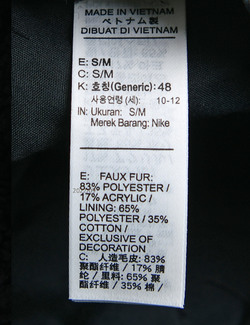 MADE IN VIETNAM
ベトナム製
DIBUAT DI VIETNAM
E: S/M
C: S/M
K: 호칭(Generic): 48
사용연령 (세): 10-12
IN: Ukuran: S/M
Merek Barang: Nike
E: FAUX FUR:
83% POLYESTER /
17% ACRYLIC /
LINING: 65%
POLYESTER / 35%
COTTON /
EXCLUSIVE OF
DECORATION
C: 人造毛皮: 83%
聚酯纤维 / 17% 腈
纶 / 里料: 65% 聚
酯纤维 / 35% 棉 /